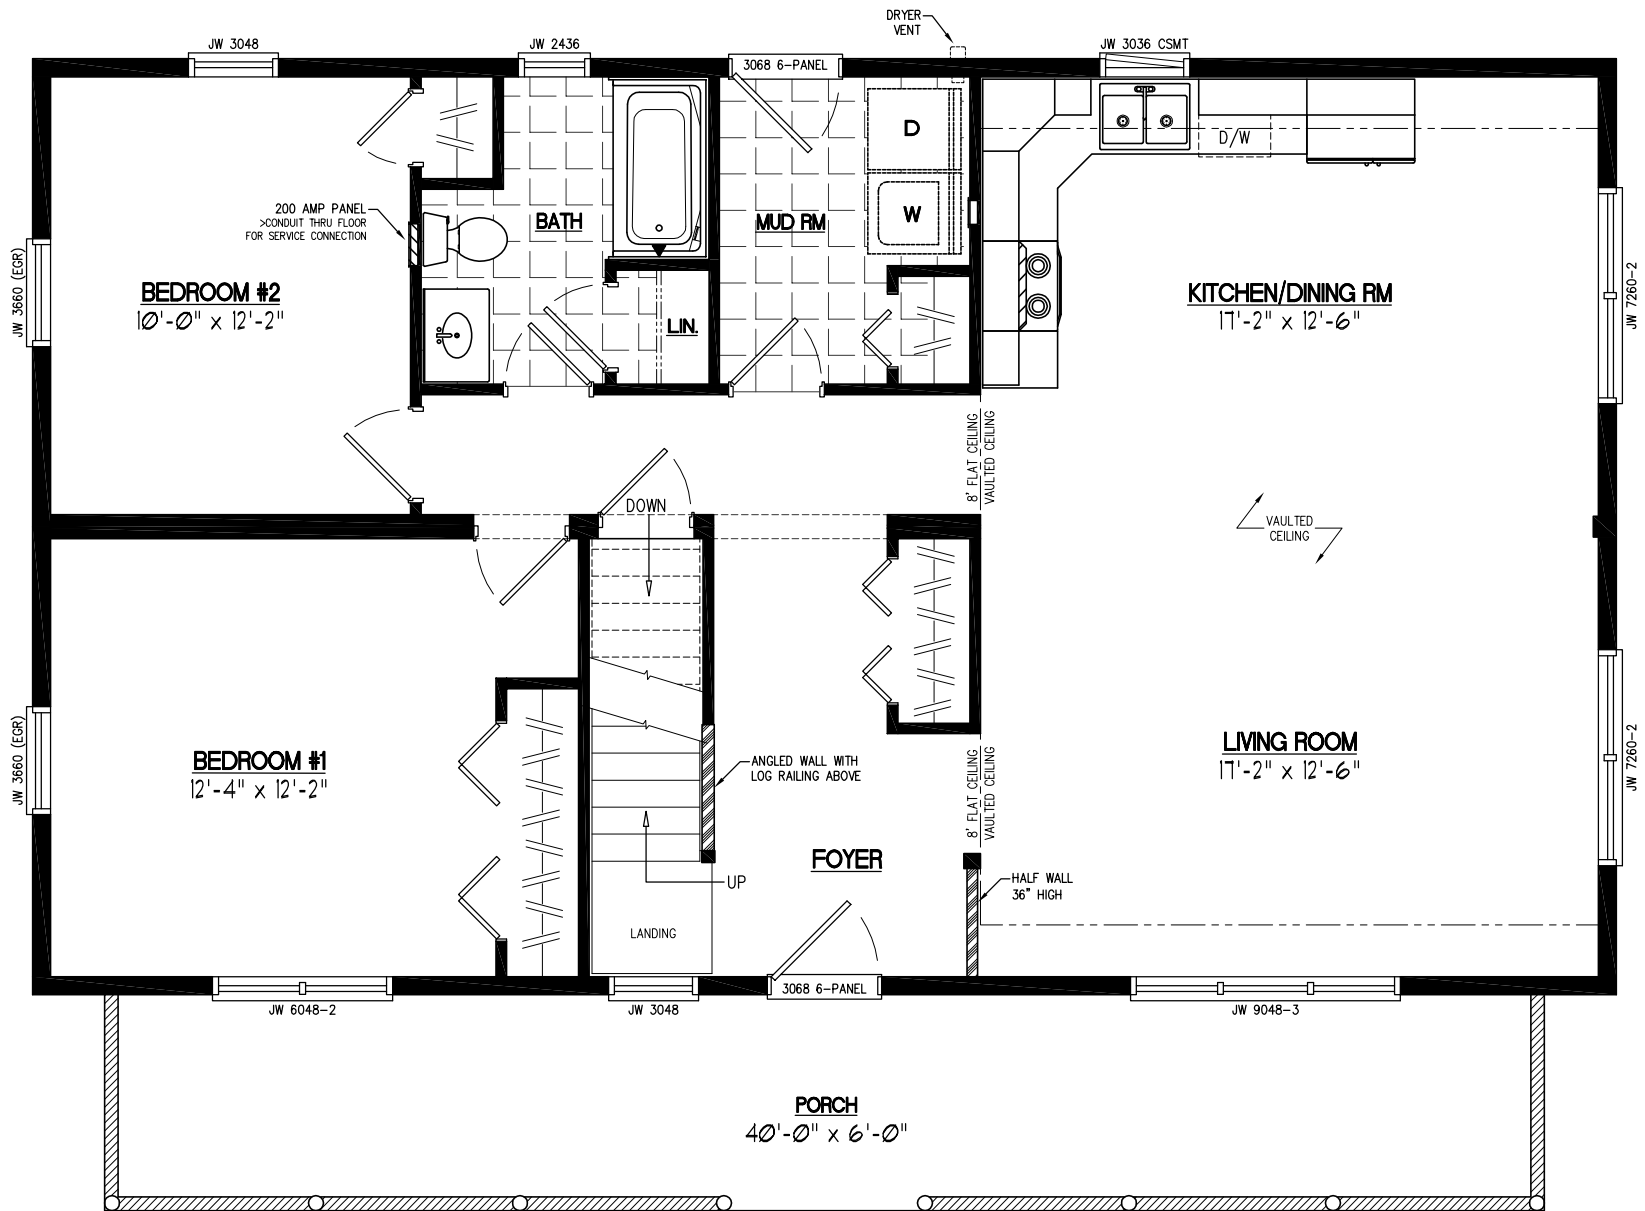 DRYER
VENT
JW 3048
JW 2436
3068 6-PANEL
JW 3036 CSMT
D
W
D/W
200 AMP PANEL
>CONDUIT THRU FLOOR
FOR SERVICE CONNECTION
BATH
MUD RM
LIN.
JW 3660 (EGR)
BEDROOM #2
10'-0" x 12'-2"
KITCHEN/DINING RM
17'-2" x 12'-6"
JW 7260-2
8' FLAT CEILING
VAULTED CEILING
DOWN
VAULTED
CEILING
JW 3660 (EGR)
BEDROOM #1
12'-4" x 12'-2"
ANGLED WALL WITH
LOG RAILING ABOVE
LIVING ROOM
17'-2" x 12'-6"
JW 7260-2
8' FLAT CEILING
VAULTED CEILING
FOYER
UP
HALF WALL
36" HIGH
LANDING
3068 6-PANEL
JW 6048-2
JW 3048
JW 9048-3
PORCH
40'-0" x 6'-0"